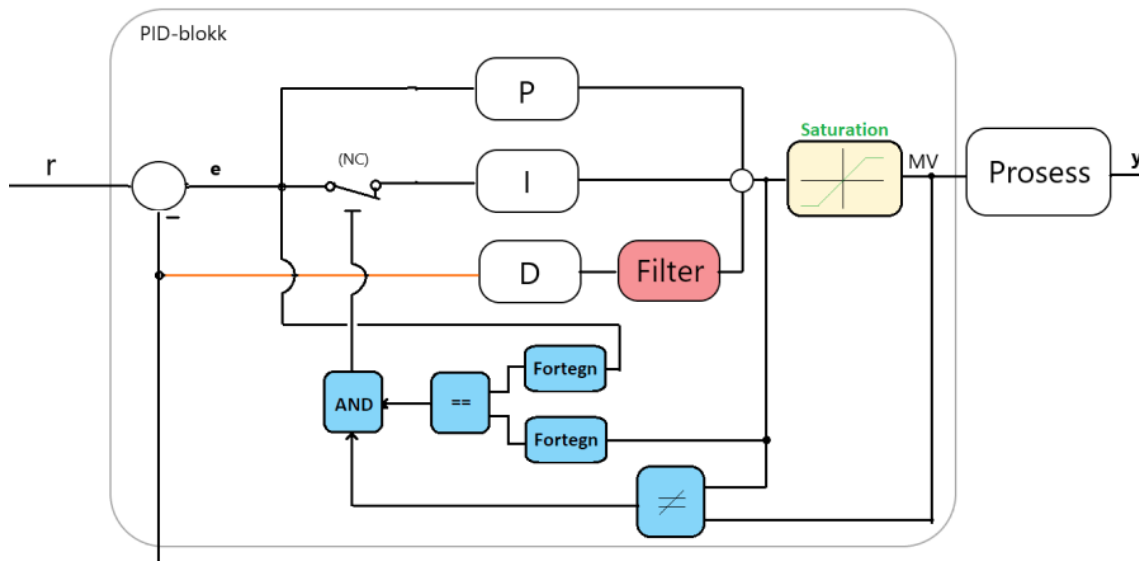 PID-blokk
P
Saturation
r
e
(NC)
I
MV
Prosess
y
−
D
Filter
Fortegn
AND
==
Fortegn
≠